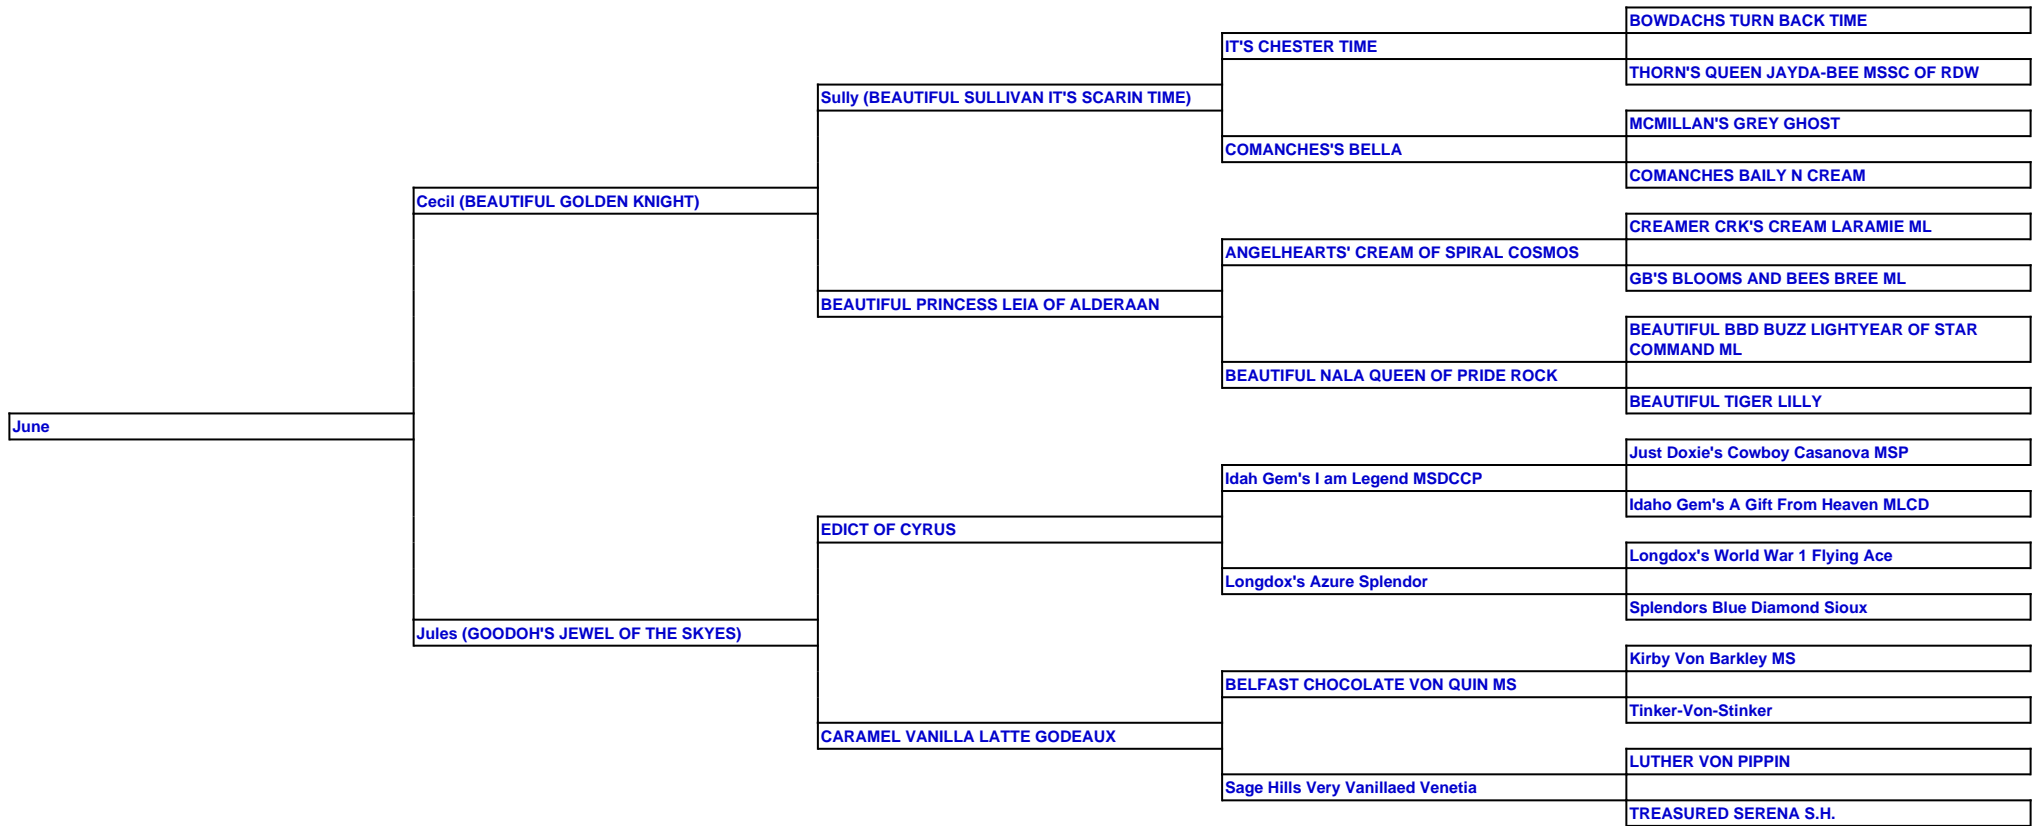 BOWDACHS TURN BACK TIME
IT'S CHESTER TIME
THORN'S QUEEN JAYDA-BEE MSSC OF RDW
Sully (BEAUTIFUL SULLIVAN IT'S SCARIN TIME)
MCMILLAN'S GREY GHOST
COMANCHES'S BELLA
COMANCHES BAILY N CREAM
Cecil (BEAUTIFUL GOLDEN KNIGHT)
CREAMER CRK'S CREAM LARAMIE ML
ANGELHEARTS' CREAM OF SPIRAL COSMOS
GB'S BLOOMS AND BEES BREE ML
BEAUTIFUL PRINCESS LEIA OF ALDERAAN
BEAUTIFUL BBD BUZZ LIGHTYEAR OF STAR
COMMAND ML
BEAUTIFUL NALA QUEEN OF PRIDE ROCK
BEAUTIFUL TIGER LILLY
June
Just Doxie's Cowboy Casanova MSP
Idah Gem's I am Legend MSDCCP
Idaho Gem's A Gift From Heaven MLCD
EDICT OF CYRUS
Longdox's World War 1 Flying Ace
Longdox's Azure Splendor
Splendors Blue Diamond Sioux
Jules (GOODOH'S JEWEL OF THE SKYES)
Kirby Von Barkley MS
BELFAST CHOCOLATE VON QUIN MS
Tinker-Von-Stinker
CARAMEL VANILLA LATTE GODEAUX
LUTHER VON PIPPIN
Sage Hills Very Vanillaed Venetia
TREASURED SERENA S.H.